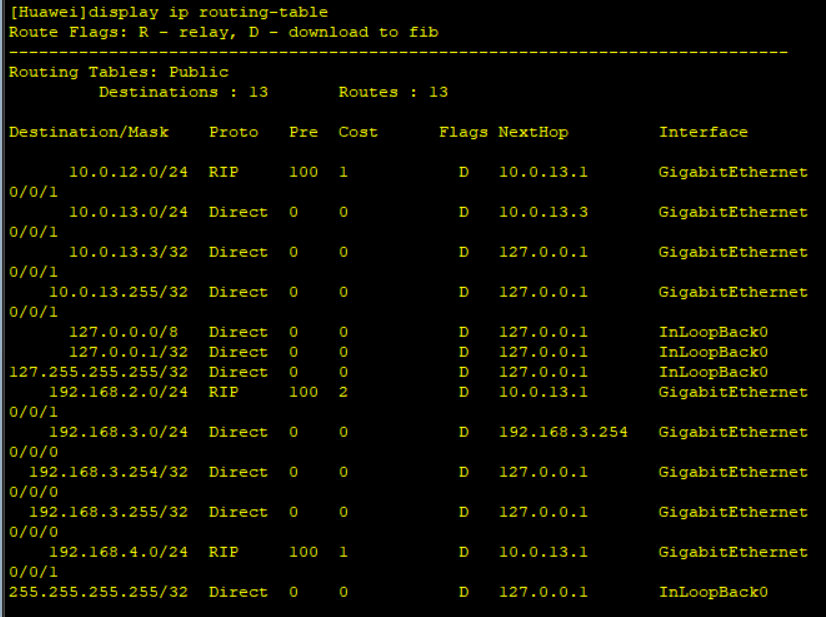 [Huawei]display ip routing-table
Route Flags: R - relay, D - download to fib
------------------------------------------------------------------------------
Routing Tables: Public
         Destinations : 13       Routes : 13

Destination/Mask    Proto   Pre  Cost      Flags NextHop         Interface

      10.0.12.0/24  RIP     100  1           D   10.0.13.1       GigabitEthernet
0/0/1
      10.0.13.0/24  Direct  0    0           D   10.0.13.3       GigabitEthernet
0/0/1
      10.0.13.3/32  Direct  0    0           D   127.0.0.1       GigabitEthernet
0/0/1
    10.0.13.255/32  Direct  0    0           D   127.0.0.1       GigabitEthernet
0/0/1
      127.0.0.0/8   Direct  0    0           D   127.0.0.1       InLoopBack0
      127.0.0.1/32  Direct  0    0           D   127.0.0.1       InLoopBack0
127.255.255.255/32  Direct  0    0           D   127.0.0.1       InLoopBack0
    192.168.2.0/24  RIP     100  2           D   10.0.13.1       GigabitEthernet
0/0/1
    192.168.3.0/24  Direct  0    0           D   192.168.3.254   GigabitEthernet
0/0/0
  192.168.3.254/32  Direct  0    0           D   127.0.0.1       GigabitEthernet
0/0/0
  192.168.3.255/32  Direct  0    0           D   127.0.0.1       GigabitEthernet
0/0/0
    192.168.4.0/24  RIP     100  1           D   10.0.13.1       GigabitEthernet
0/0/1
255.255.255.255/32  Direct  0    0           D   127.0.0.1       InLoopBack0